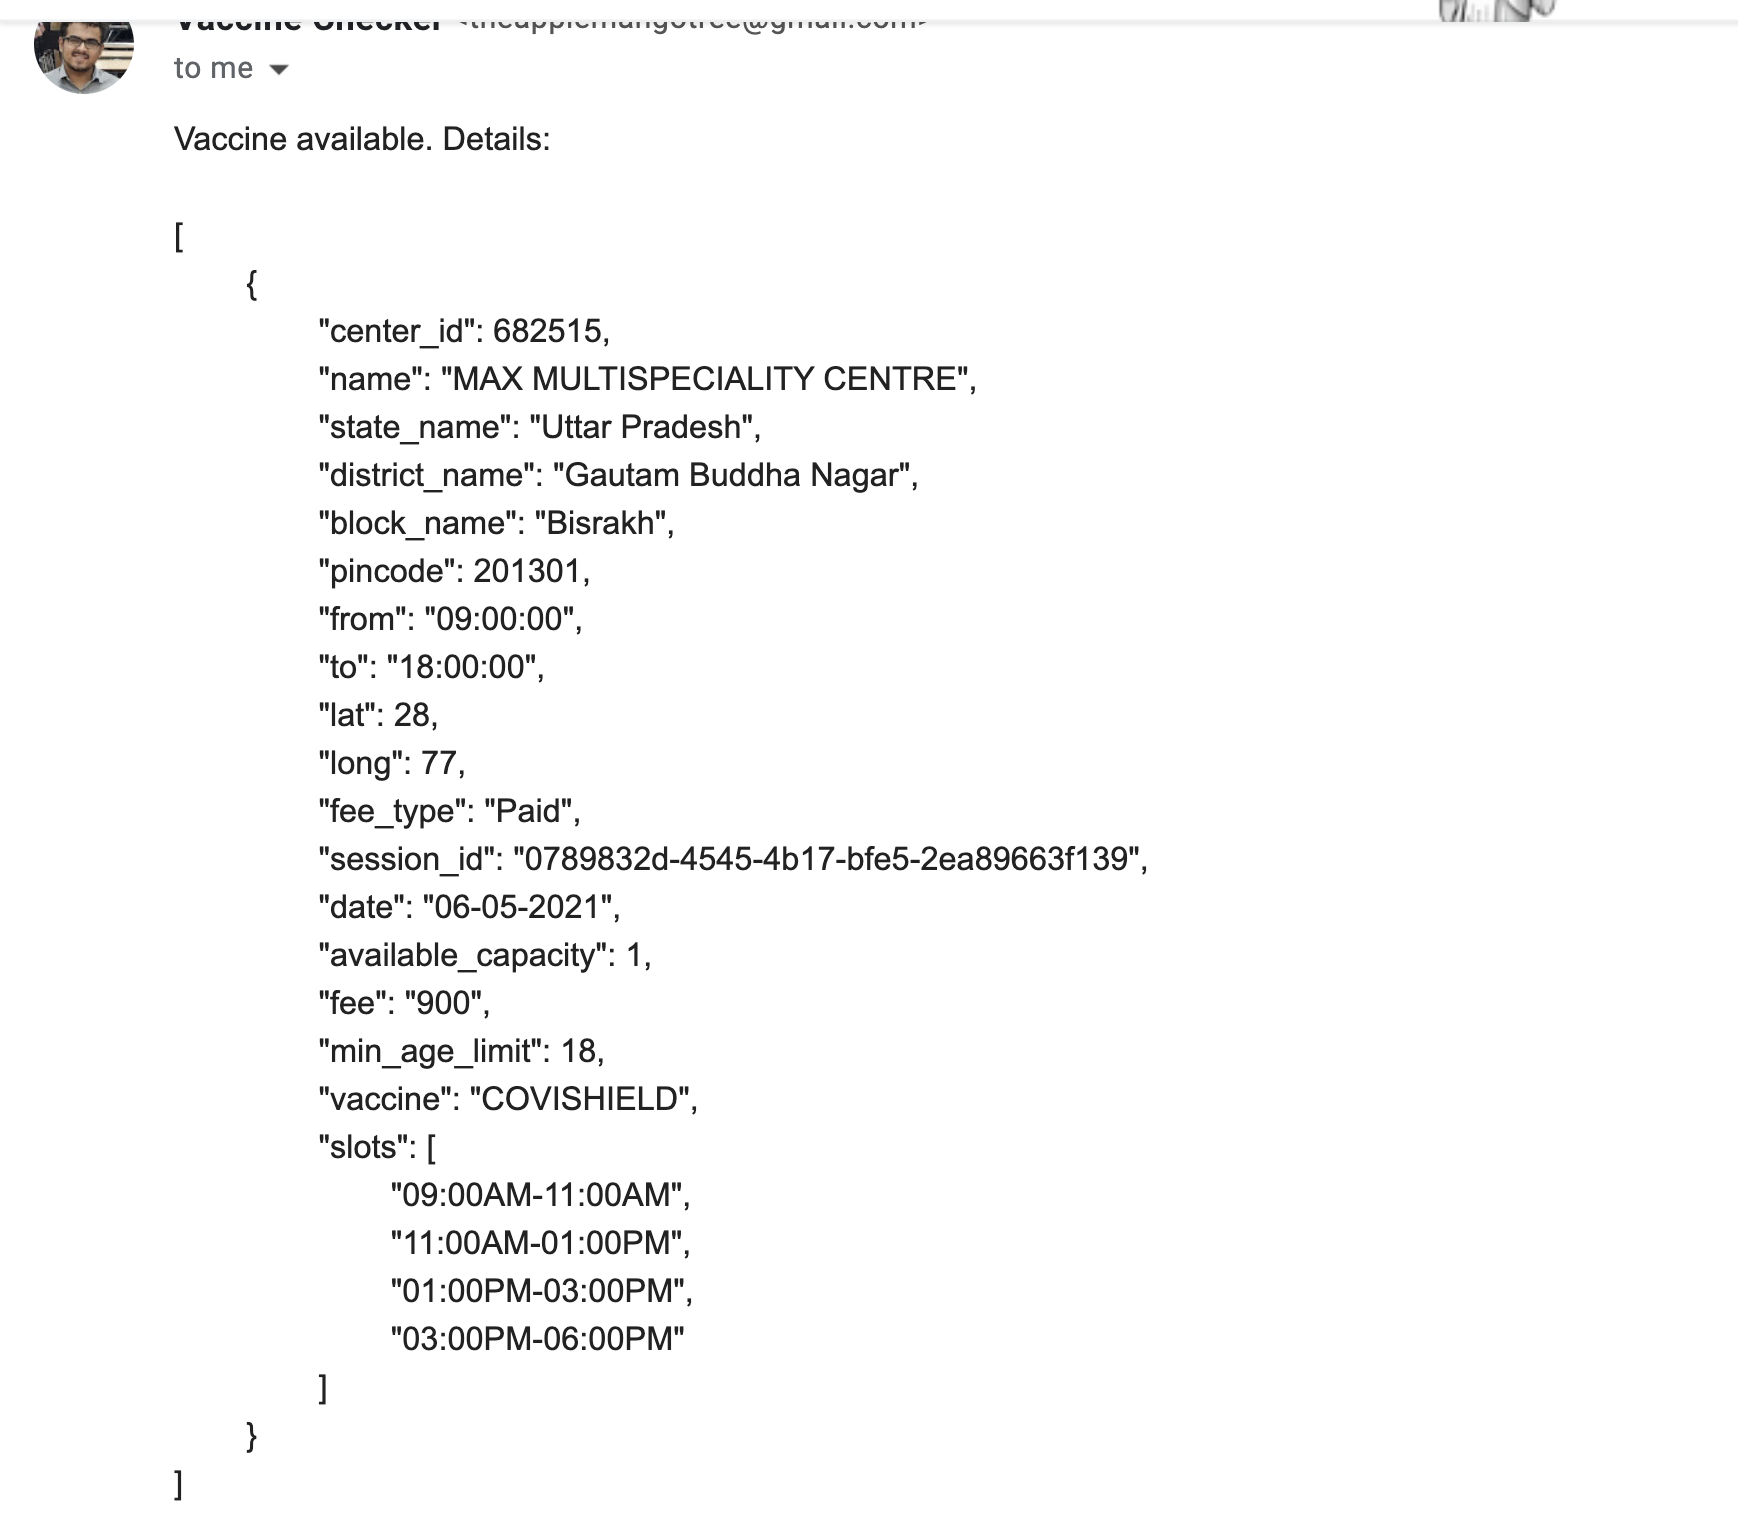 Vaccine Checker <theapplemangotree@gmail.com>
to me
Vaccine available. Details:
[
{
"center_id": 682515,
"name": "MAX MULTISPECIALITY CENTRE",
"state_name": "Uttar Pradesh",
"district_name": "Gautam Buddha Nagar",
"block_name": "Bisrakh",
"pincode": 201301,
"from": "09:00:00",
"to": "18:00:00",
"lat": 28,
"long": 77,
"fee_type": "Paid",
"session_id": "0789832d-4545-4b17-bfe5-2ea89663f139",
"date": "06-05-2021",
"available_capacity": 1,
"fee": "900",
"min_age_limit": 18,
"vaccine": "COVISHIELD",
"slots": [
"09:00AM-11:00AM",
"11:00AM-01:00PM",
"01:00PM-03:00PM",
"03:00PM-06:00PM"
]
}
]